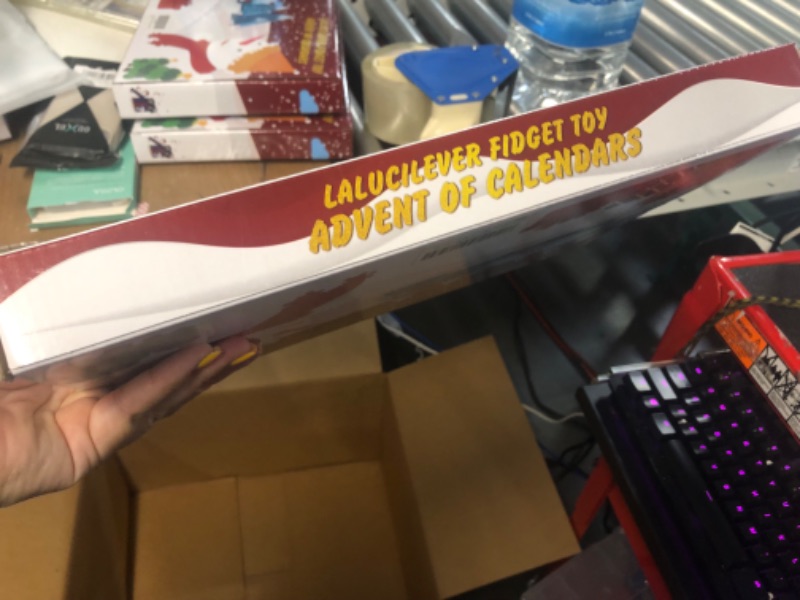 LALUCILEVER FIDGET TOY
ADVENT OF CALENDARS